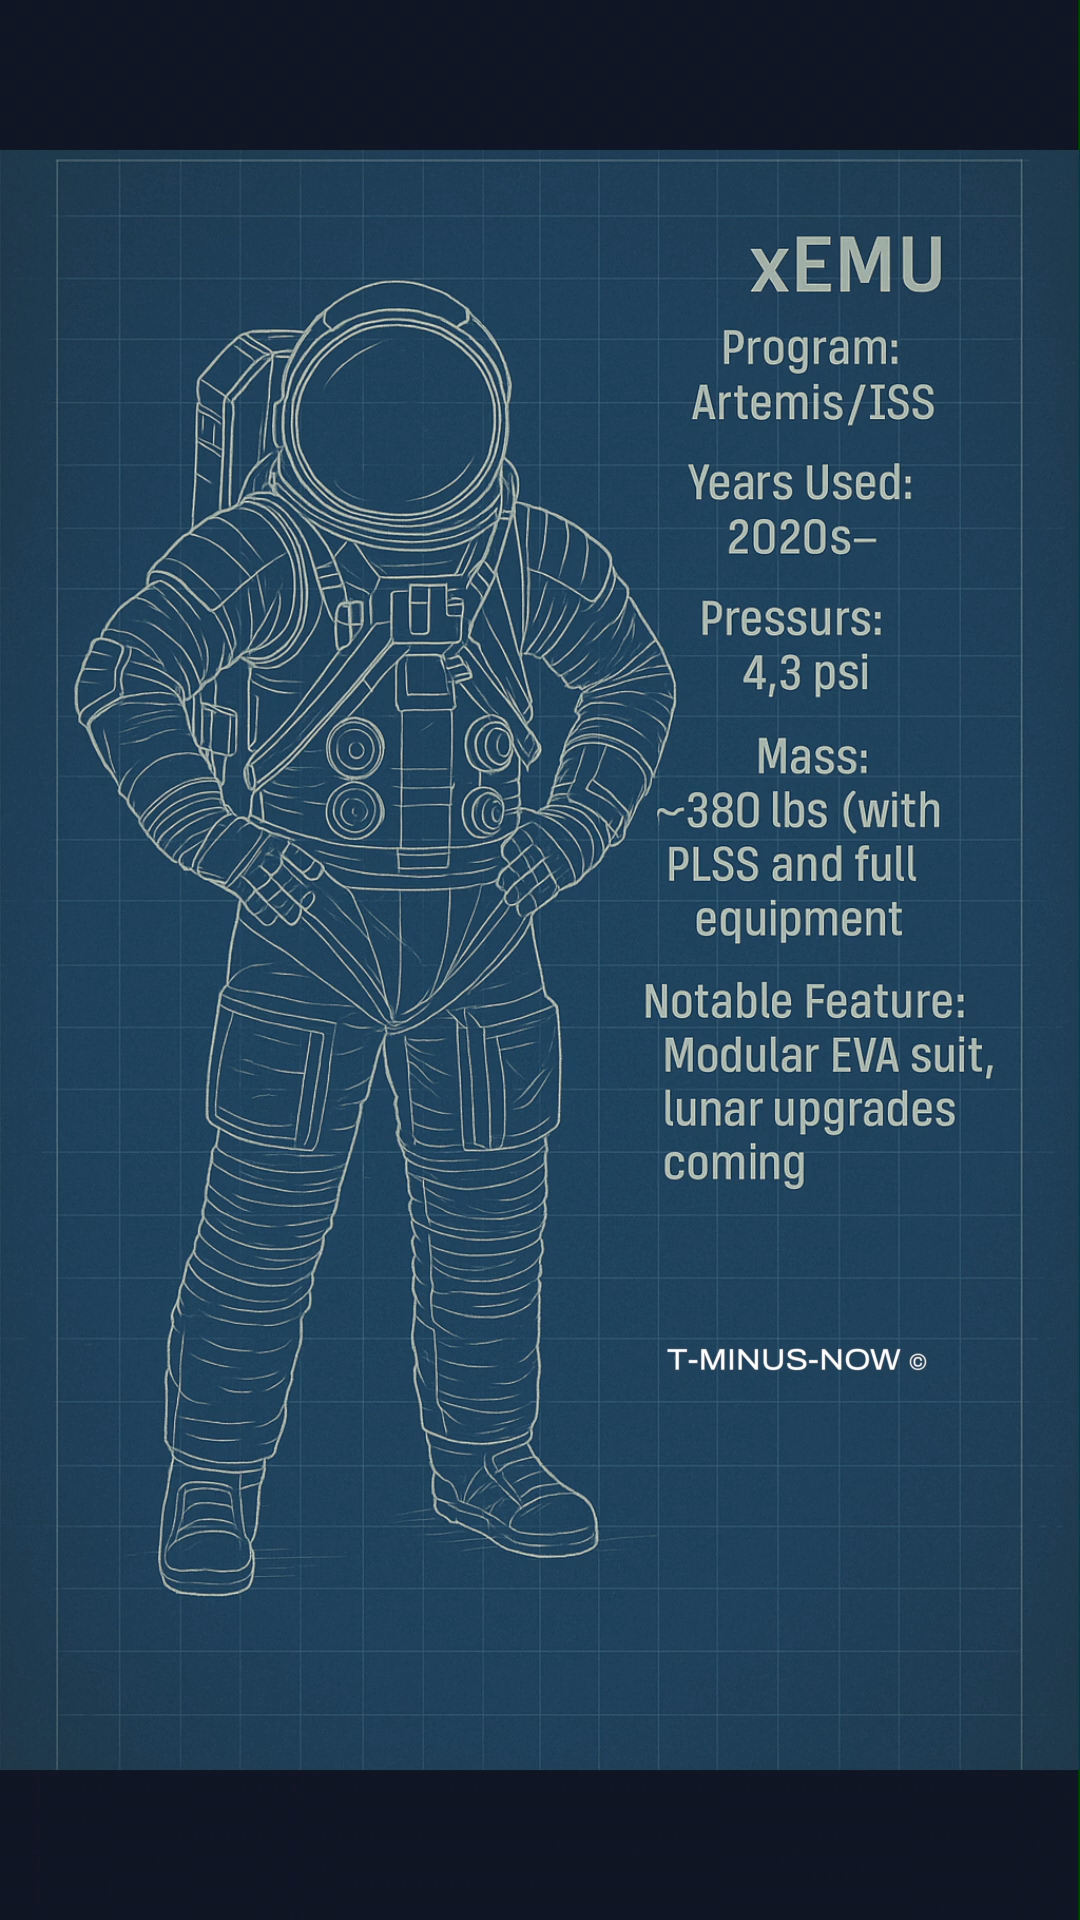 xEMU
Program:
Artemis/ISS
Years Used:
2020s–
Pressurs:
4,3 psi
Mass:
~380 lbs (with
PLSS and full
equipment
Notable Feature:
Modular EVA suit,
lunar upgrades
coming
T-MINUS-NOW ©